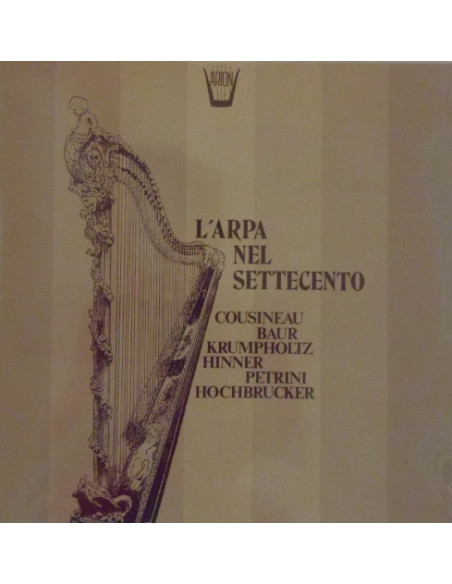 ARION
L'ARPA
NEL
SETTECENTO
COUSINEAU
BAUR
KRUMPHOLTZ
HINNER
PETRINI
HOCHBRUCKER